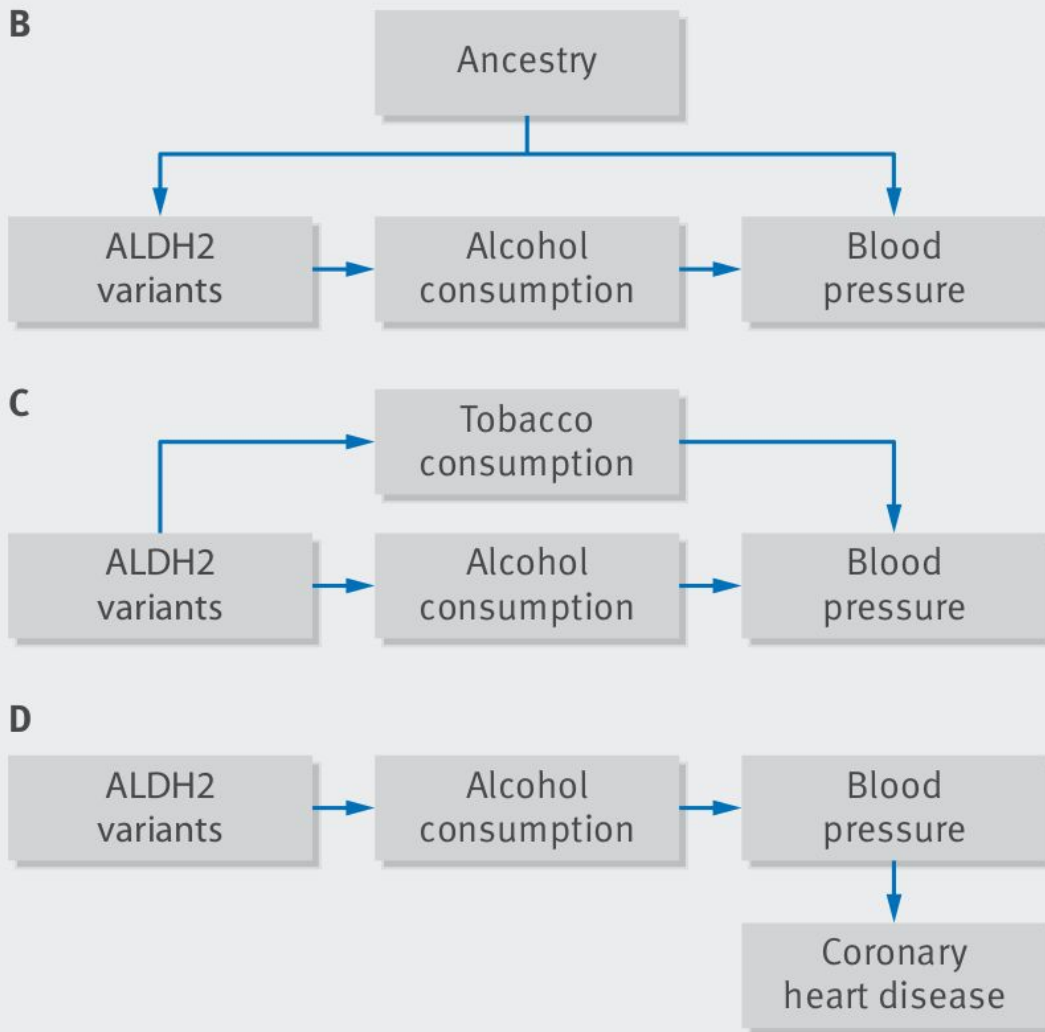 B
Ancestry
ALDH2
variants
Alcohol
consumption
Blood
pressure
C
Tobacco
consumption
ALDH2
variants
Alcohol
consumption
Blood
pressure
D
ALDH2
variants
Alcohol
consumption
Blood
pressure
Coronary
heart disease